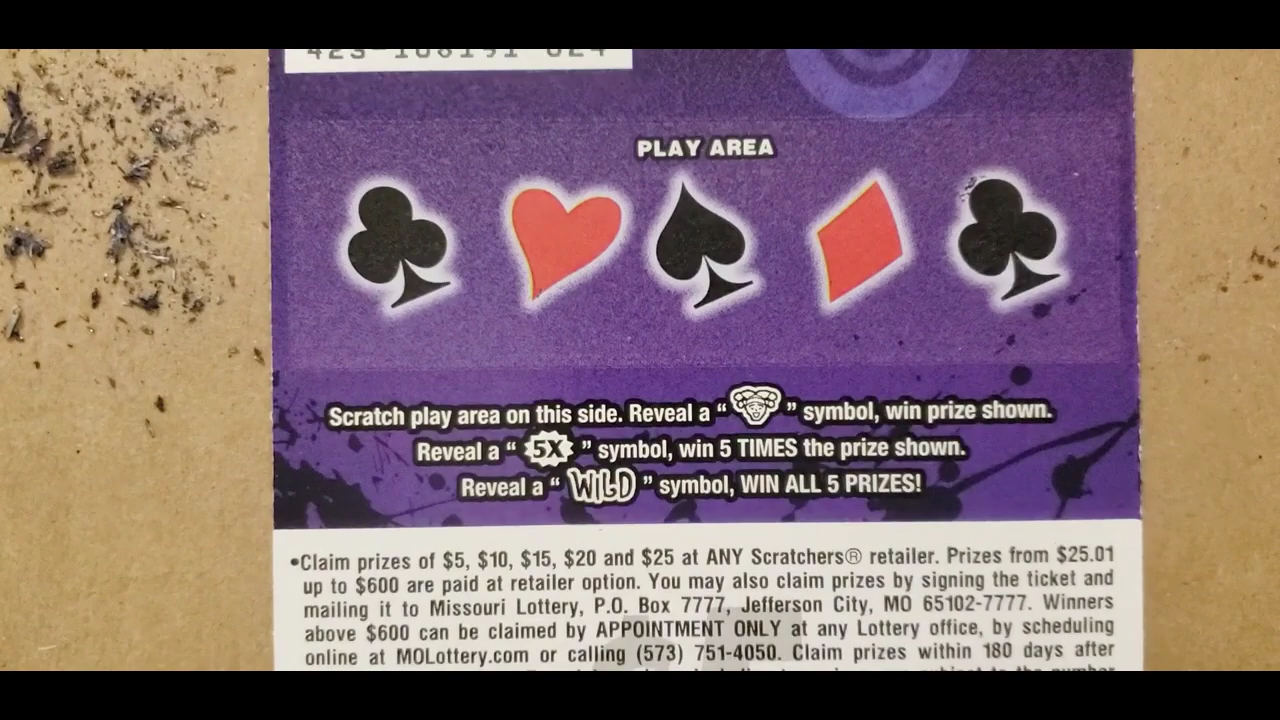 PLAY AREA
Scratch play area on this side. Reveal a " " symbol, win prize shown.
Reveal a " 5X " symbol, win 5 TIMES the prize shown.
Reveal a " WILD " symbol, WIN ALL 5 PRIZES!
•Claim prizes of $5, $10, $15, $20 and $25 at ANY Scratchers® retailer. Prizes from $25.01
up to $600 are paid at retailer option. You may also claim prizes by signing the ticket and
mailing it to Missouri Lottery, P.O. Box 7777, Jefferson City, MO 65102-7777. Winners
above $600 can be claimed by APPOINTMENT ONLY at any Lottery office, by scheduling
online at MOLottery.com or calling (573) 751-4050. Claim prizes within 180 days after